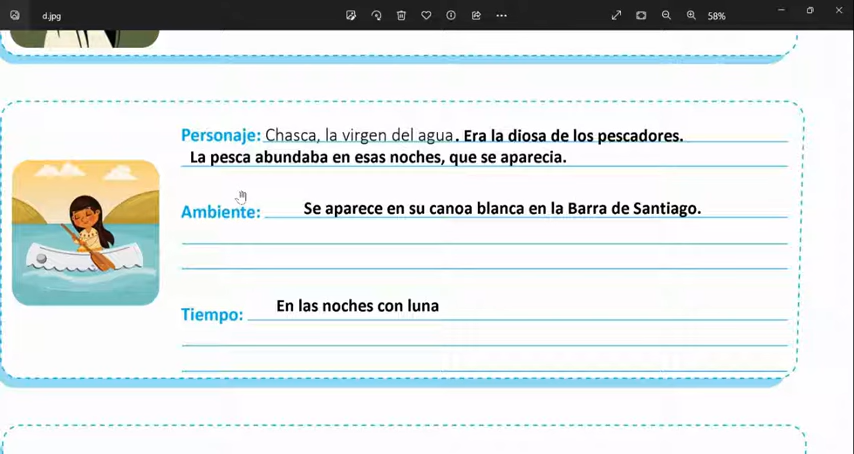 d.jpg
58%
Personaje: Chasca, la virgen del agua. Era la diosa de los pescadores.
La pesca abundaba en esas noches, que se aparecia.
Ambiente: Se aparece en su canoa blanca en la Barra de Santiago.
Tiempo: En las noches con luna